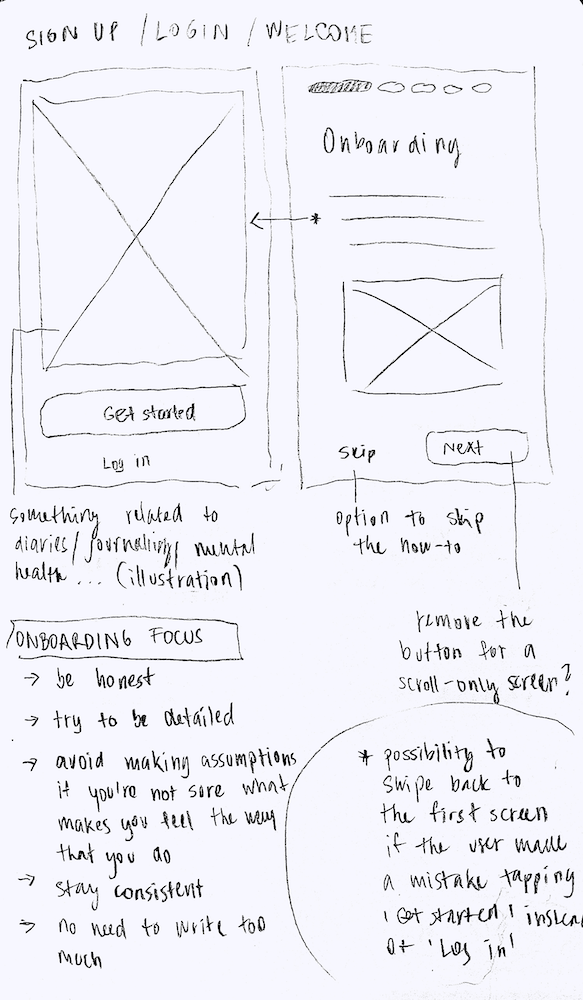 SIGN UP / LOGIN / WELCOME
Get started
Log in
Onboarding
Skip
Next
something related to
diaries/journaling/mental
health... (illustration)
option to skip
the how-to
remove the
button for a
scroll-only screen?
ONBOARDING FOCUS
→ be honest
→ try to be detailed
→ avoid making assumptions
if you're not sure what
makes you feel the way
that you do
→ stay consistent
→ no need to write too
much
* possibility to
swipe back to
the first screen
if the user made
a mistake tapping
'Get started' instea
of 'Log in'